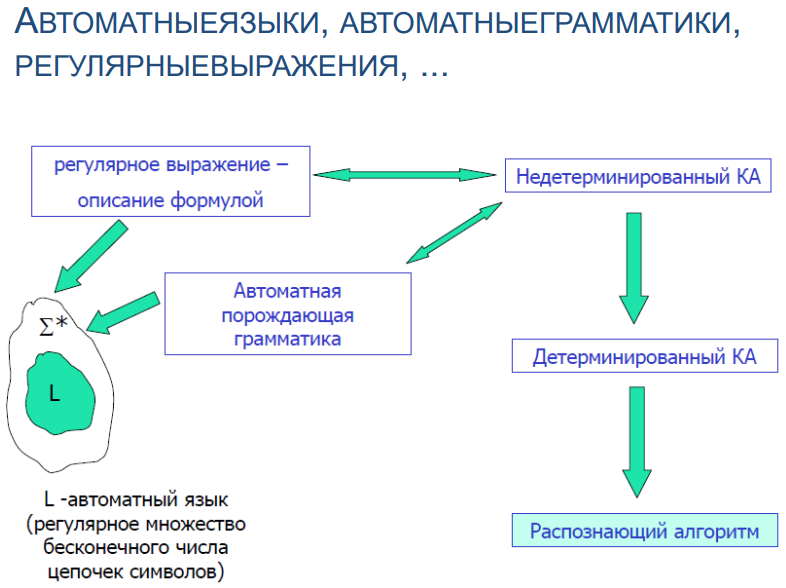 АВТОМАТНЫЕЯЗЫКИ, АВТОМАТНЫЕГРАММАТИКИ,
РЕГУЛЯРНЫЕВЫРАЖЕНИЯ, ...
регулярное выражение –
описание формулой
Недетерминированный КА
Автоматная
порождающая
грамматика
Σ*
L
Детерминированный КА
L -автоматный язык
(регулярное множество
бесконечного числа
цепочек символов)
Распознающий алгоритм